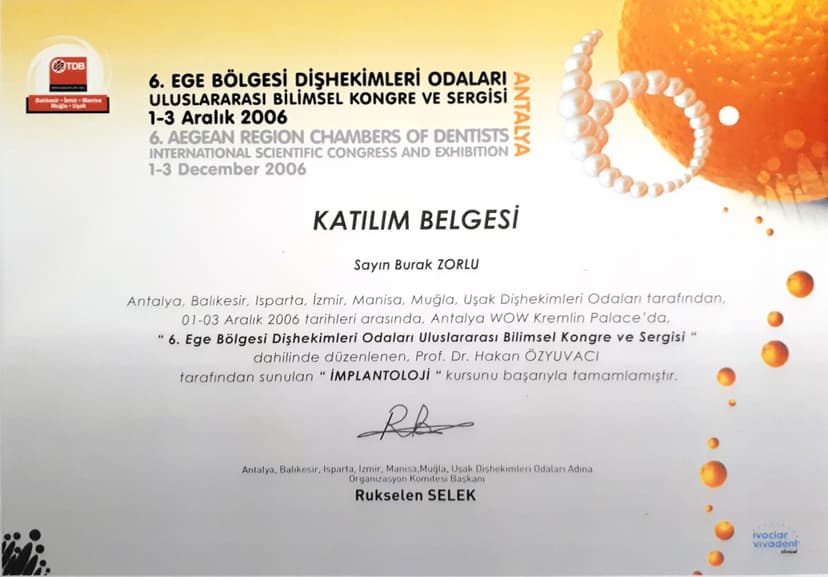 TDB
Balıkesir • İzmir • Manisa
Muğla • Uşak
6. EGE BÖLGESİ DİŞHEKİMLERİ ODALARI
ULUSLARARASI BİLİMSEL KONGRE VE SERGİSİ
1-3 Aralık 2006
6. AEGEAN REGION CHAMBERS OF DENTISTS
INTERNATIONAL SCIENTIFIC CONGRESS AND EXHIBITION
1-3 December 2006
ANTALYA
6.
KATILIM BELGESİ
Sayın Burak ZORLU
Antalya, Balıkesir, Isparta, İzmir, Manisa, Muğla, Uşak Dişhekimleri Odaları tarafından,
01-03 Aralık 2006 tarihleri arasında, Antalya WOW Kremlin Palace'da,
“ 6. Ege Bölgesi Dişhekimleri Odaları Uluslararası Bilimsel Kongre ve Sergisi “
dahilinde düzenlenen, Prof. Dr. Hakan ÖZYUVACI
tarafından sunulan “ İMPLANTOLOJİ “ kursunu başarıyla tamamlamıştır.
Antalya, Balıkesir, Isparta, İzmir, Manisa,Muğla, Uşak Dişhekimleri Odaları Adına
Organizasyon Komitesi Başkanı
Rukselen SELEK
ivoclar
vivadent
clinical